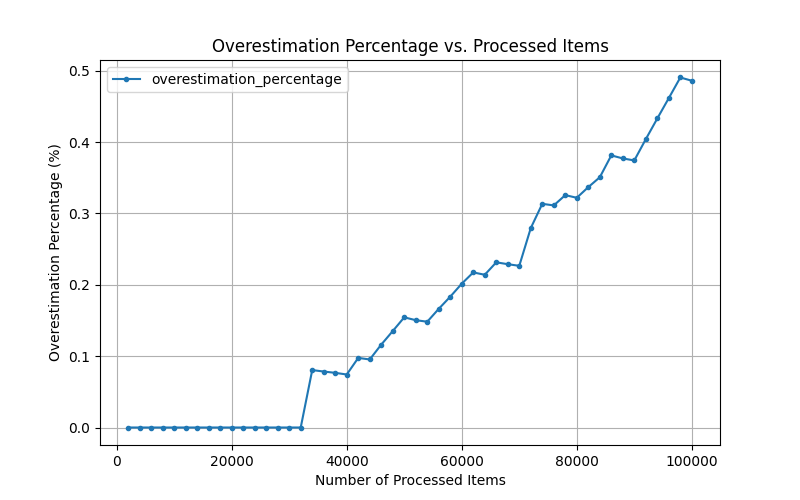 Overestimation Percentage vs. Processed Items
overestimation_percentage
Overestimation Percentage (%)
0.5
0.4
0.3
0.2
0.1
0.0
0 20000 40000 60000 80000 100000
Number of Processed Items